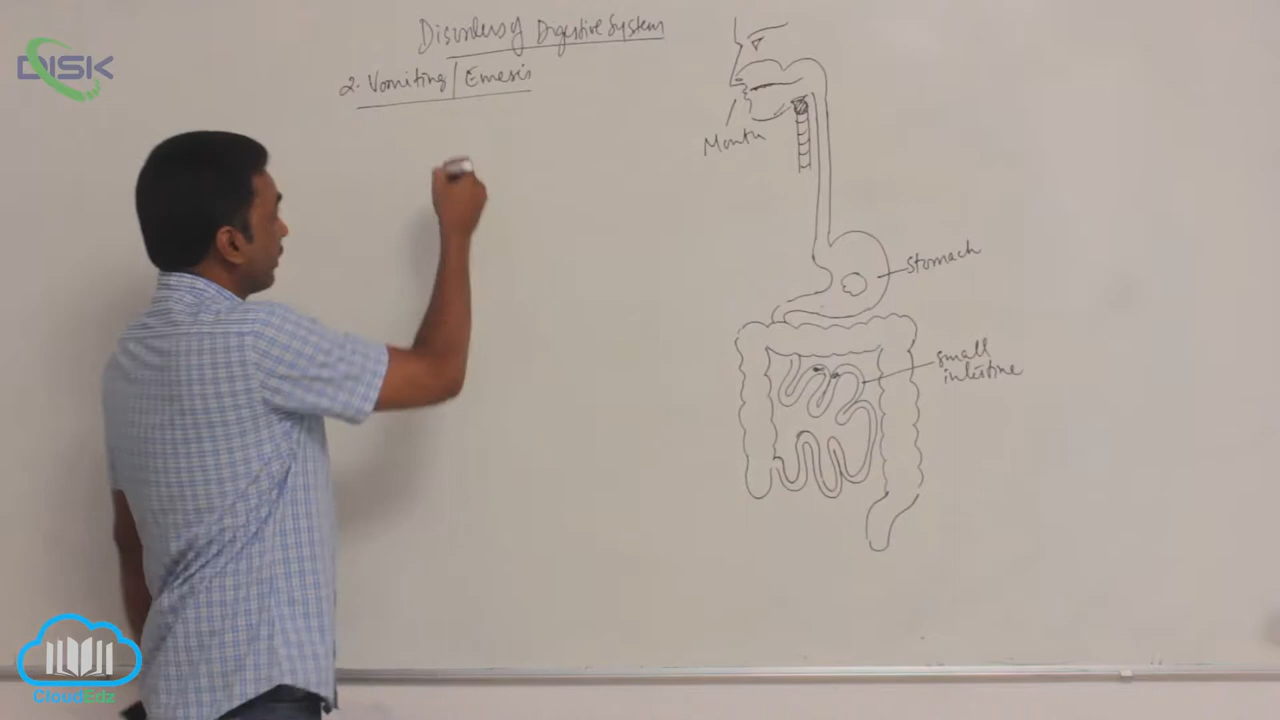 DISK
Disorders of Digestive System
2. Vomiting | Emesis
Mouth
Stomach
small
intestine
CloudEdz